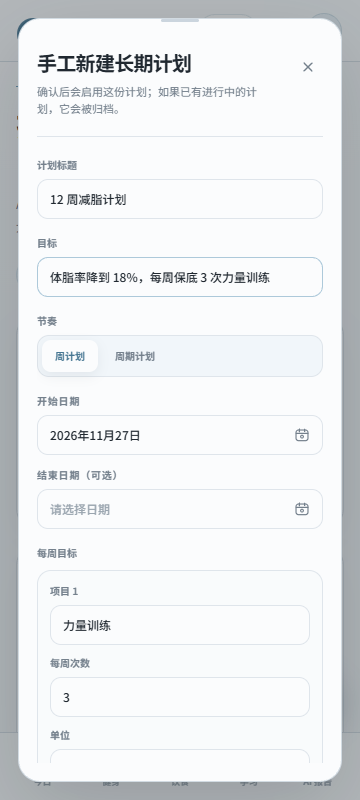 手工新建长期计划
确认后会启用这份计划；如果已有进行中的计
划，它会被归档。
计划标题
12 周减脂计划
目标
体脂率降到 18%，每周保底 3 次力量训练
节奏
周计划 周期计划
开始日期
2026年11月27日
结束日期（可选）
请选择日期
每周目标
项目 1
力量训练
每周次数
3
单位